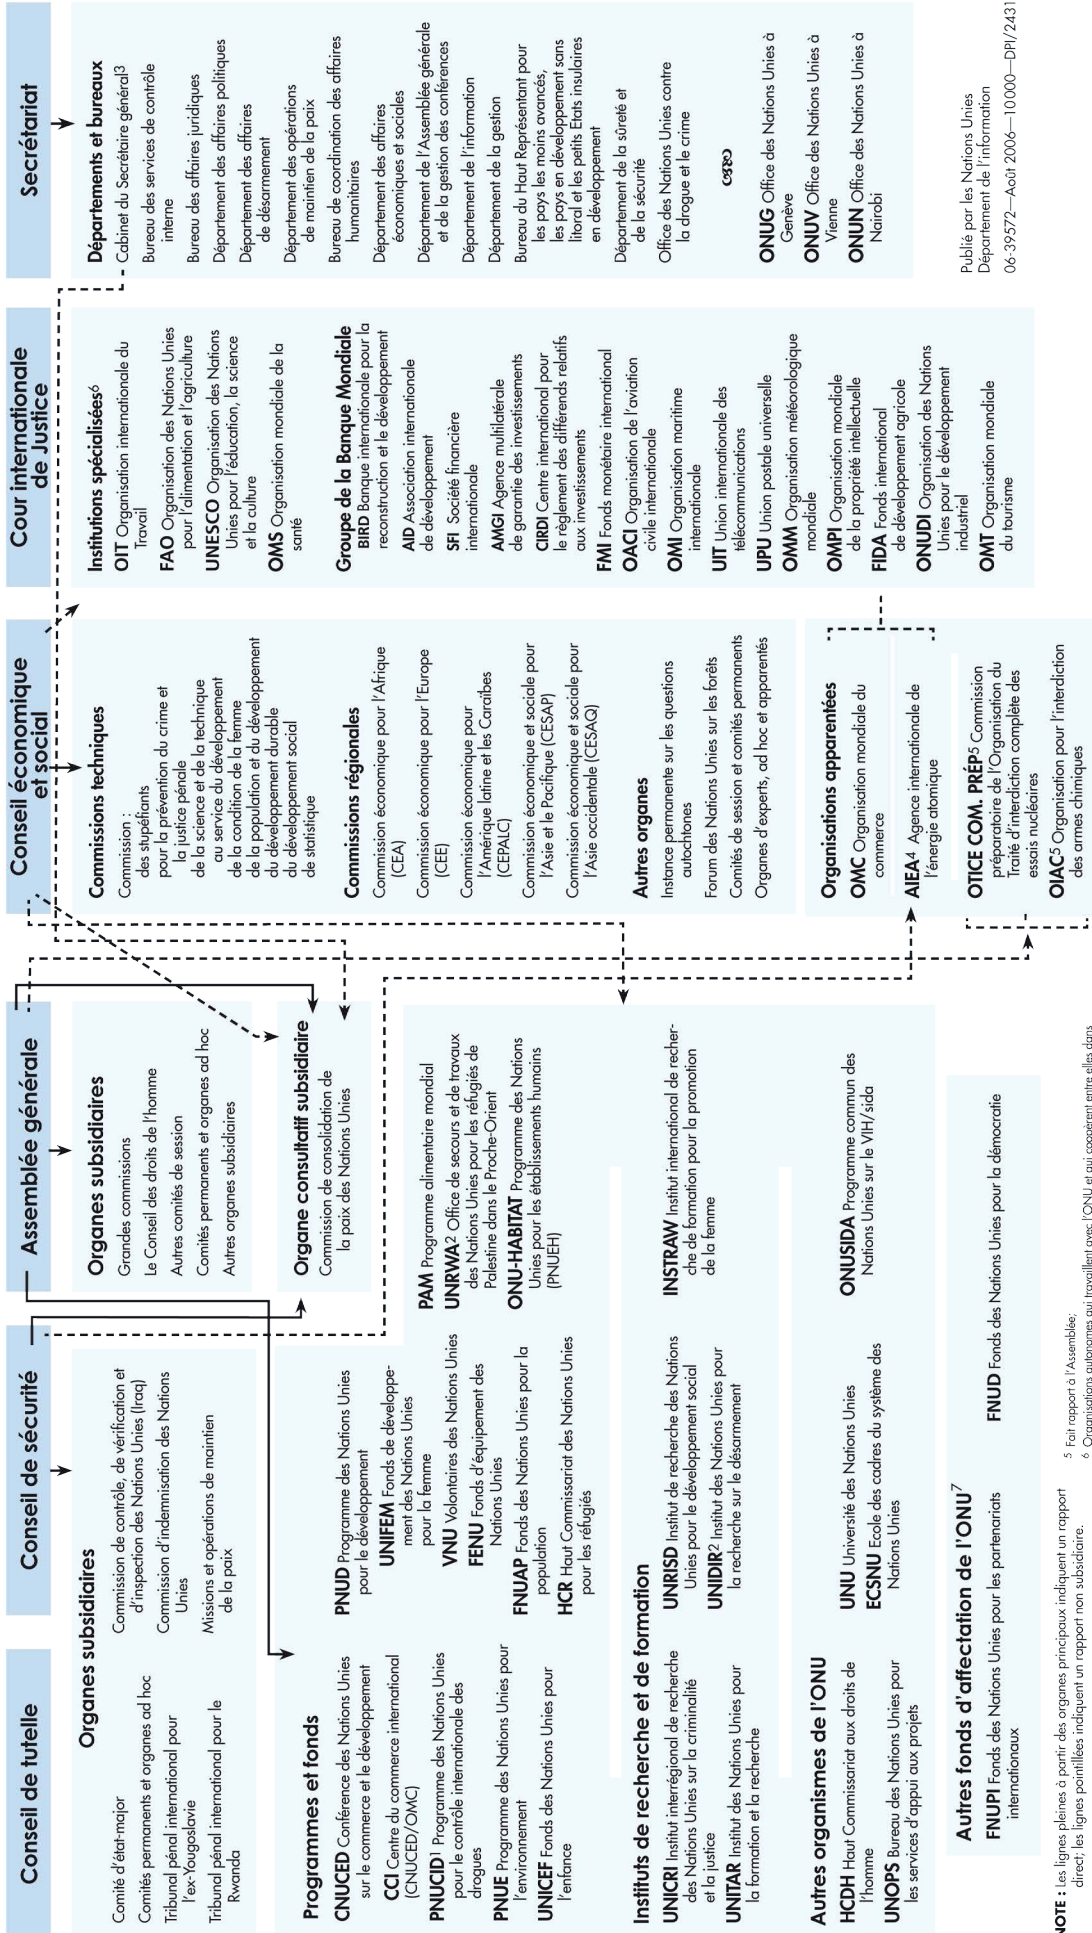 Conseil de tutelle
Conseil de sécurité
Assemblée générale
Conseil économique
et social
Cour internationale
de Justice
Secrétariat
Organes subsidiaires
Comité d'état-major
Comités permanents et organes ad hoc
Tribunal pénal international pour
l'ex-Yougoslavie
Tribunal pénal international pour le
Rwanda
Commission de contrôle, de vérification et
d'inspection des Nations Unies (Iraq)
Commission d'indemnisation des Nations
Unies
Missions et opérations de maintien
de la paix
Organes subsidiaires
Grandes commissions
Le Conseil des droits de l'homme
Autres comités de session
Comités permanents et organes ad hoc
Autres organes subsidiaires
Organe consultatif subsidiaire
Commission de consolidation de
la paix des Nations Unies
Programmes et fonds
CNUCED Conférence des Nations Unies
sur le commerce et le développement
CCI Centre du commerce international
(CNUCED/OMC)
PNUCID1 Programme des Nations Unies
pour le contrôle internationale des
drogues
PNUE Programme des Nations Unies pour
l'environnement
UNICEF Fonds des Nations Unies pour
l'enfance
PNUD Programme des Nations Unies
pour le développement
UNIFEM Fonds de développe-
ment des Nations Unies
pour la femme
VNU Volontaires des Nations Unies
FENU Fonds d'équipement des
Nations Unies
FNUAP Fonds des Nations Unies pour la
population
HCR Haut Commissariat des Nations Unies
pour les réfugiés
PAM Programme alimentaire mondial
UNRWA2 Office de secours et de travaux
des Nations Unies pour les réfugiés de
Palestine dans le Proche-Orient
ONU-HABITAT Programme des Nations
Unies pour les établissements humains
(PNUEH)
Instituts de recherche et de formation
UNICRI Institut interrégional de recherche
des Nations Unies sur la criminalité
et la justice
UNITAR Institut des Nations Unies pour
la formation et la recherche
UNRISD Institut de recherche des Nations
Unies pour le développement social
UNIDIR2 Institut des Nations Unies pour
la recherche sur le désarmement
INSTRAW Institut international de recher-
che de formation pour la promotion
de la femme
Autres organismes de l'ONU
HCDH Haut Commissariat aux droits de
l'homme
UNOPS Bureau des Nations Unies pour
les services d'appui aux projets
UNU Université des Nations Unies
ECSNU Ecole des cadres du système des
Nations Unies
ONUSIDA Programme commun des
Nations Unies sur le VIH/sida
Autres fonds d'affectation de l'ONU7
FNUPI Fonds des Nations Unies pour les partenariats
internationaux
FNUD Fonds des Nations Unies pour la démocratie
Commissions techniques
Commission :
des stupéfiants
pour la prévention du crime et
la justice pénale
de la science et de la technique
au service du développement
de la condition de la femme
de la population et du développement
du développement durable
du développement social
de statistique
Commissions régionales
Commission économique pour l'Afrique
(CEA)
Commission économique pour l'Europe
(CEE)
Commission économique pour
l'Amérique latine et les Caraïbes
(CEPALC)
Commission économique et sociale pour
l'Asie et le Pacifique (CESAP)
Commission économique et sociale pour
l'Asie occidentale (CESAO)
Autres organes
Instance permanente sur les questions
autochtones
Forum des Nations Unies sur les forêts
Comités de session et comités permanents
Organes d'experts, ad hoc et apparentés
Organisations apparentées
OMC Organisation mondiale du
commerce
AIEA4 Agence internationale de
l'énergie atomique
OTICE COM. PRÉP5 Commission
préparatoire de l'Organisation du
Traité d'interdiction complète des
essais nucléaires
OIAC5 Organisation pour l'interdiction
des armes chimiques
Institutions spécialisées6
OIT Organisation internationale du
Travail
FAO Organisation des Nations Unies
pour l'alimentation et l'agriculture
UNESCO Organisation des Nations
Unies pour l'éducation, la science
et la culture
OMS Organisation mondiale de la
santé
Groupe de la Banque Mondiale
BIRD Banque internationale pour la
reconstruction et le développement
AID Association internationale
de développement
SFI Société financière
internationale
AMGI Agence multilatérale
de garantie des investissements
CIRDI Centre international pour
le règlement des différends relatifs
aux investissements
FMI Fonds monétaire international
OACI Organisation de l'aviation
civile internationale
OMI Organisation maritime
internationale
UIT Union internationale des
télécommunications
UPU Union postale universelle
OMM Organisation météorologique
mondiale
OMPI Organisation mondiale
de la propriété intellectuelle
FIDA Fonds international
de développement agricole
ONUDI Organisation des Nations
Unies pour le développement
industriel
OMT Organisation mondiale
du tourisme
Départements et bureaux
Cabinet du Secrétaire général3
Bureau des services de contrôle
interne
Bureau des affaires juridiques
Département des affaires politiques
Département des affaires
de désarmement
Département des opérations
de maintien de la paix
Bureau de coordination des affaires
humanitaires
Département des affaires
économiques et sociales
Département de l'Assemblée générale
et de la gestion des conférences
Département de l'information
Département de la gestion
Bureau du Haut Représentant pour
les pays les moins avancés,
les pays en développement sans
litoral et les petits Etats insulaires
en développement
Département de la sûreté et
de la sécurité
Office des Nations Unies contre
la drogue et le crime
ONUG Office des Nations Unies à
Genève
ONUV Office des Nations Unies à
Vienne
ONUN Office des Nations Unies à
Nairobi
NOTE : Les lignes pleines à partir des organes principaux indiquent un rapport
direct; les lignes pointillées indiquent un rapport non subsidiaire.
5 Fait rapport à l'Assemblée;
6 Organisations autonomes qui travaillent avec l'ONU et qui coopèrent entre elles dans
Publié par les Nations Unies
Département de l'information
06-39572—Août 2006—10000—DPI/2431